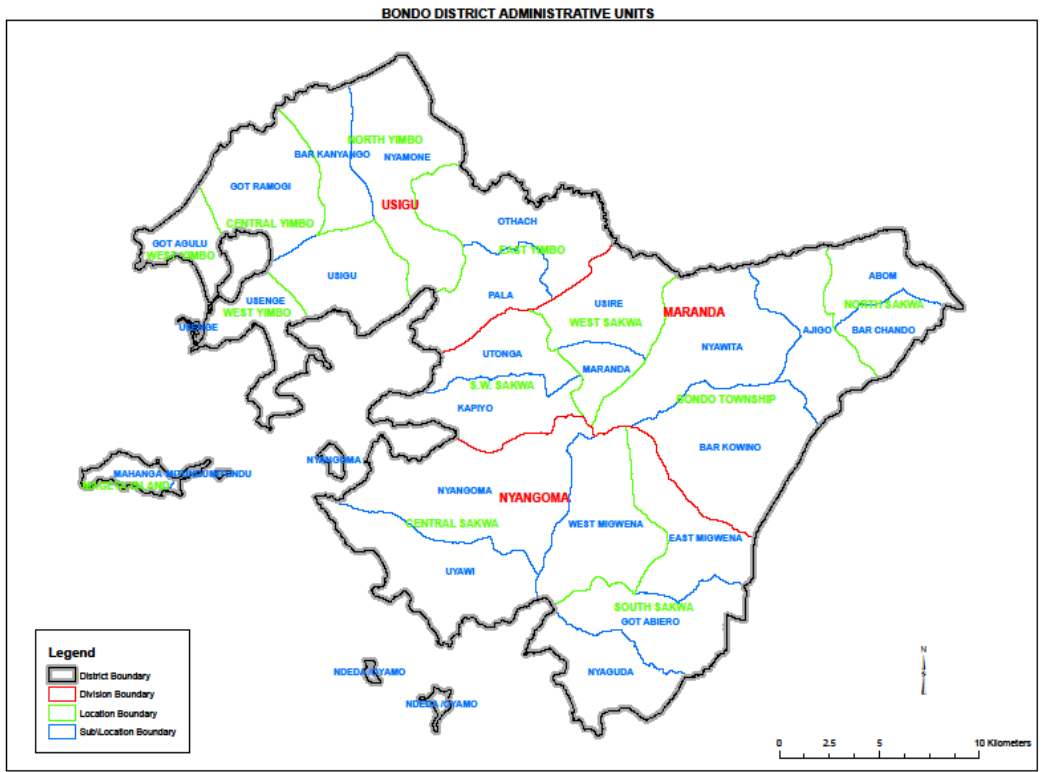 BONDO DISTRICT ADMINISTRATIVE UNITS
NORTH YIMBO
BAR KANYANGO
NYAMONE
GOT RAMOGI
USIGU
CENTRAL YIMBO
OTHACH
GOT AGULU
WEST YIMBO
EAST YIMBO
USIGU
ABOM
PALA
USENGE
WEST YIMBO
USIRE
NORTH SAKWA
MARANDA
WEST SAKWA
USENGE
AJIGO
BAR CHANDO
NYAWITA
UTONGA
MARANDA
S.W. SAKWA
BONDO TOWNSHIP
KAPIYO
BAR KOWINO
NYANGOMA
MAHANGA
NYANGOMA
NYANGOMA
CENTRAL SAKWA
WEST MIGWENA
EAST MIGWENA
UYAWI
SOUTH SAKWA
GOT ABIERO
NYAGUDA
Legend
District Boundary
Division Boundary
Location Boundary
Sub\Location Boundary
N
0 2.5 5 10 Kilometers